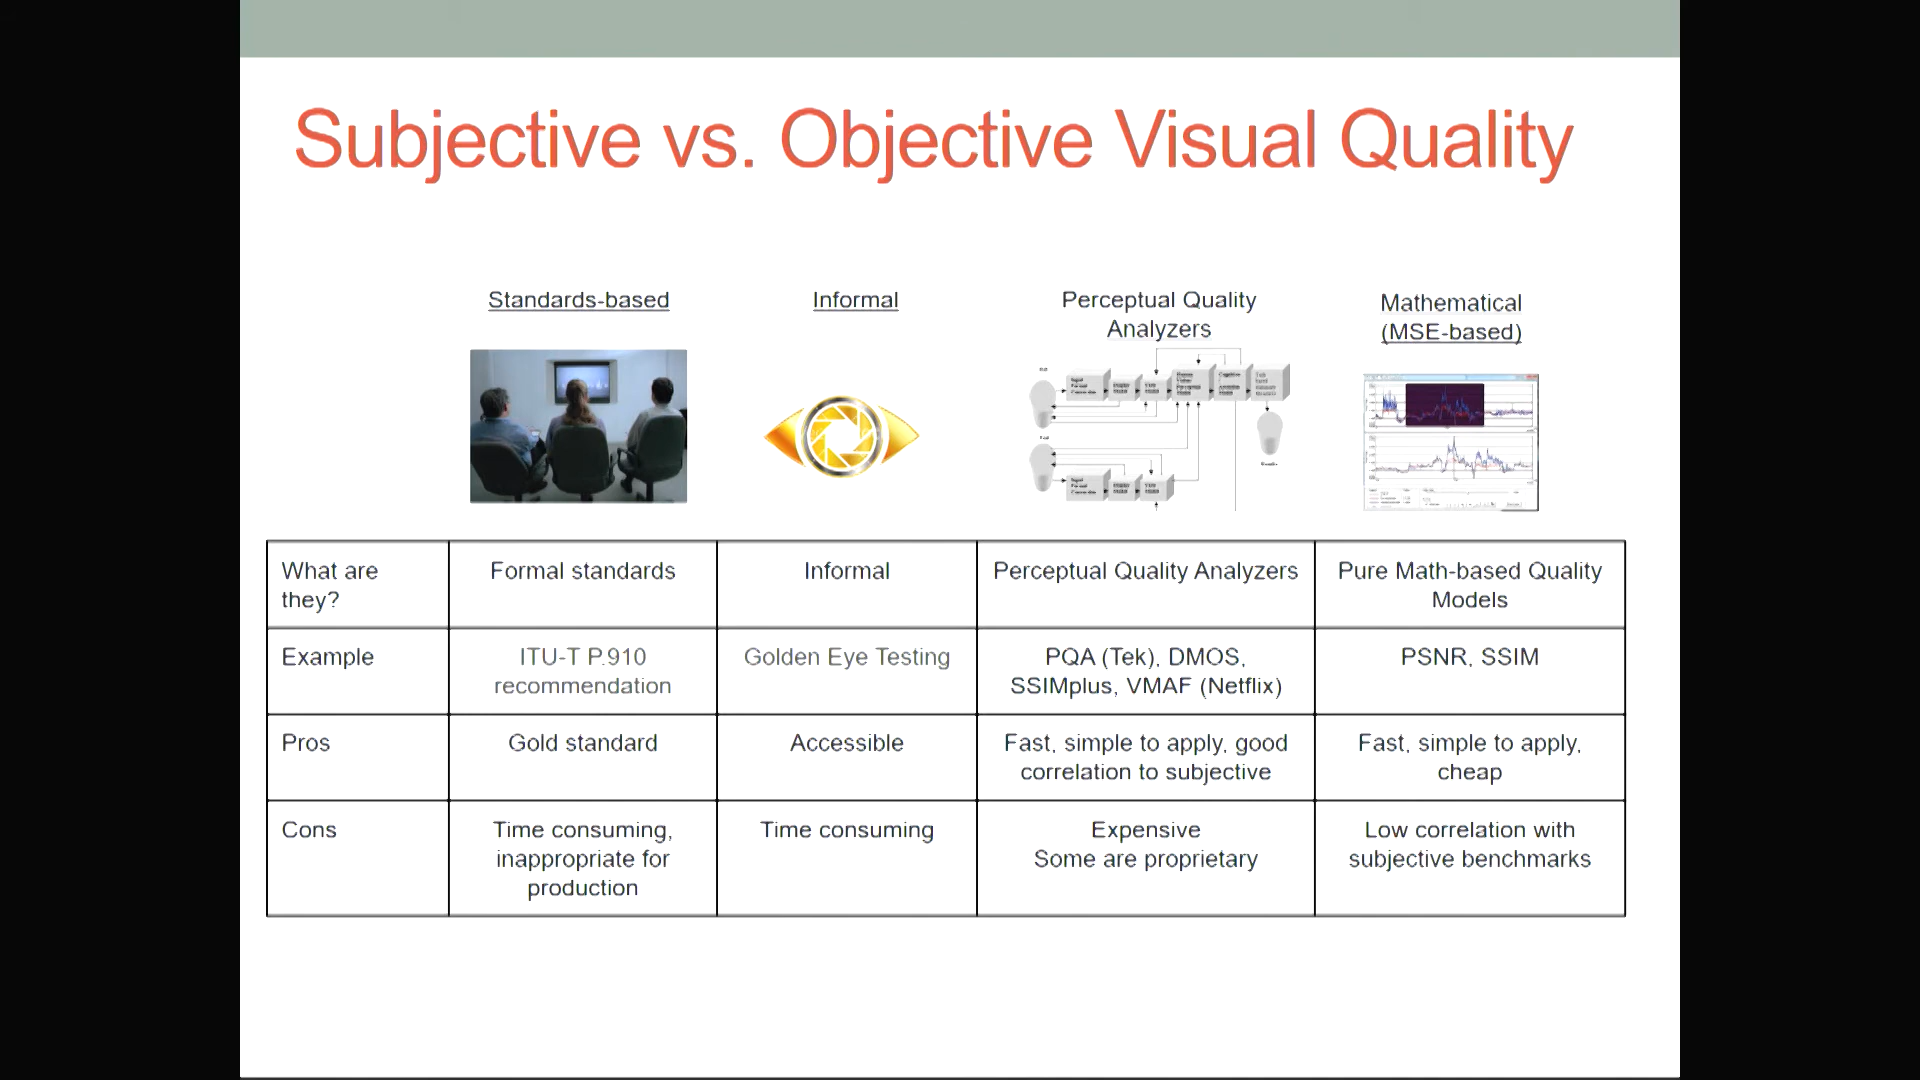 Subjective vs. Objective Visual Quality
Standards-based
Informal
Perceptual Quality
Analyzers
Mathematical
(MSE-based)
What are
they?
Formal standards
Informal
Perceptual Quality Analyzers
Pure Math-based Quality
Models
Example
ITU-T P.910
recommendation
Golden Eye Testing
PQA (Tek), DMOS,
SSIMplus, VMAF (Netflix)
PSNR, SSIM
Pros
Gold standard
Accessible
Fast, simple to apply, good
correlation to subjective
Fast, simple to apply,
cheap
Cons
Time consuming,
inappropriate for
production
Time consuming
Expensive
Some are proprietary
Low correlation with
subjective benchmarks